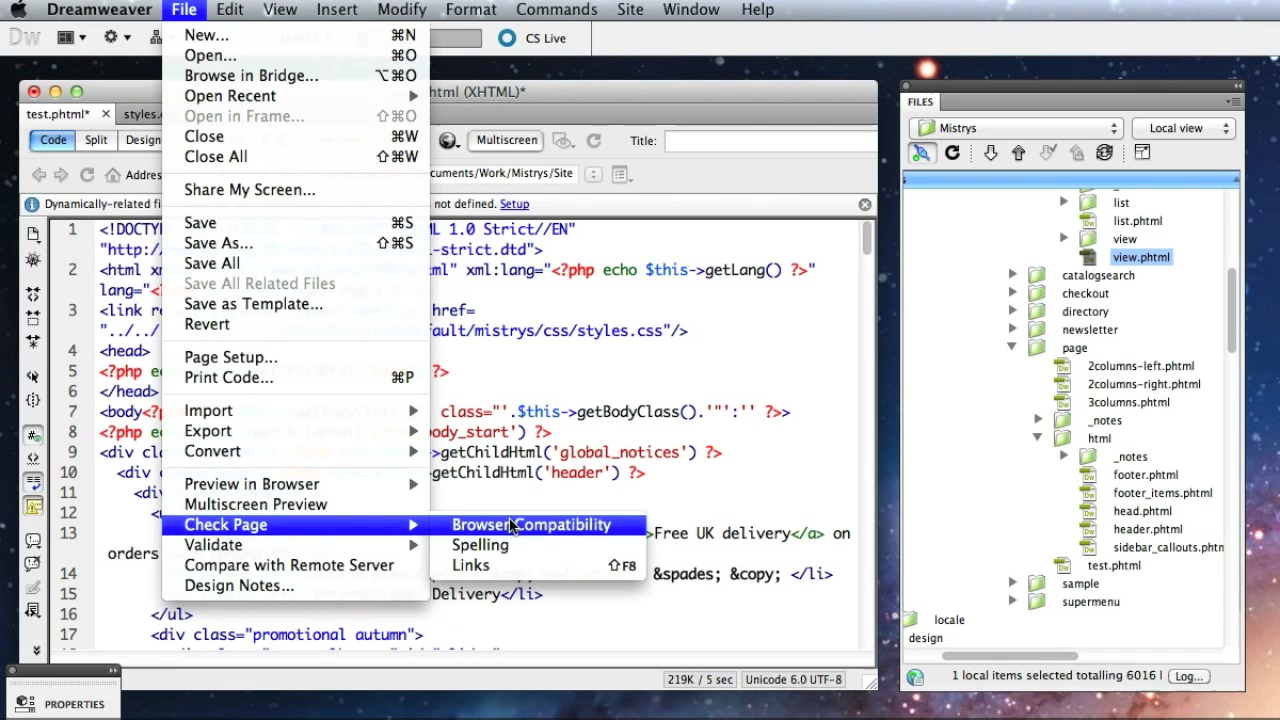 Dreamweaver File Edit View Insert Modify Format Commands Site Window Help
Dw CS Live
html (XHTML)*
test.phtml* styles.
Code Split Design Multiscreen Title:
Address cuments/Work/Mistrys/Site
Dynamically-related fi not defined. Setup
New... ⌘N
Open... ⌘O
Browse in Bridge... ⌥⌘O
Open Recent
Open in Frame... ⇧⌘O
Close ⌘W
Close All ⇧⌘W
Share My Screen...
Save ⌘S
Save As... ⇧⌘S
Save All
Save All Related Files
Save as Template...
Revert
Page Setup...
Print Code... ⌘P
Import
Export
Convert
Preview in Browser
Multiscreen Preview
Check Page
Validate
Compare with Remote Server
Design Notes...
Browser Compatibility
Spelling
Links ⇧F8
1 <!DOCTY ML 1.0 Strict//EN"
"http:/ -strict.dtd">
2 <html xm l" xml:lang="<?php echo $this->getLang() ?>"
lang="<
3 <link re href=
"../../ fault/mistrys/css/styles.css"/>
4 <head>
5 <?php ec ?>
6 </head>
7 <body<? class="'.$this->getBodyClass().'"':'' ?>>
8 <?php ec ody_start') ?>
9 <div cl getChildHtml('global_notices') ?>
10 <div getChildHtml('header') ?>
11 <di
12 <u
13 >Free UK delivery</a> on
orders
14 &spades; &copy; </li>
15 Delivery</li>
16 </ul>
17 <div class="promotional autumn">
219K / 5 sec Unicode 6.0 UTF-8
PROPERTIES
FILES
Mistrys Local view
list
list.phtml
view
view.phtml
catalogsearch
checkout
directory
newsletter
page
2columns-left.phtml
2columns-right.phtml
3columns.phtml
_notes
html
_notes
footer.phtml
footer_items.phtml
head.phtml
header.phtml
sidebar_callouts.phtn
test.phtml
sample
supermenu
locale
design
1 local items selected totalling 6016 Log...